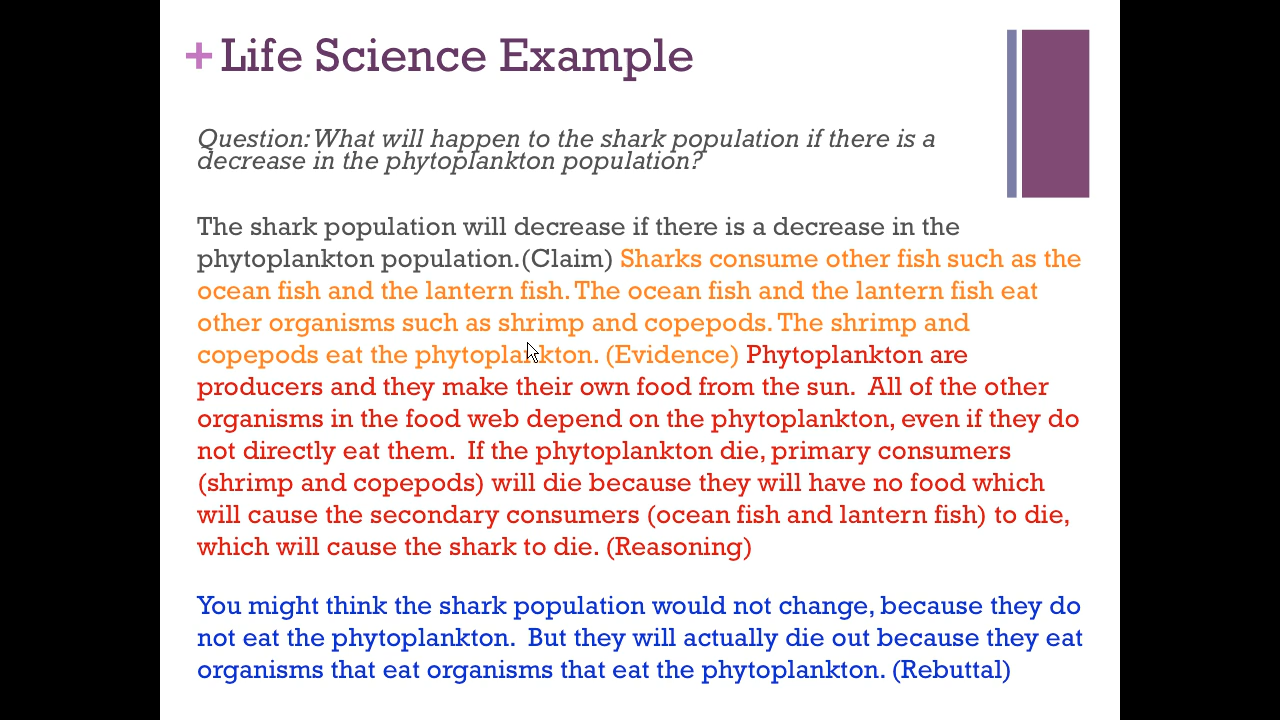 + Life Science Example
Question: What will happen to the shark population if there is a
decrease in the phytoplankton population?
The shark population will decrease if there is a decrease in the
phytoplankton population.(Claim) Sharks consume other fish such as the
ocean fish and the lantern fish. The ocean fish and the lantern fish eat
other organisms such as shrimp and copepods. The shrimp and
copepods eat the phytoplankton. (Evidence) Phytoplankton are
producers and they make their own food from the sun.  All of the other
organisms in the food web depend on the phytoplankton, even if they do
not directly eat them.  If the phytoplankton die, primary consumers
(shrimp and copepods) will die because they will have no food which
will cause the secondary consumers (ocean fish and lantern fish) to die,
which will cause the shark to die. (Reasoning)
You might think the shark population would not change, because they do
not eat the phytoplankton.  But they will actually die out because they eat
organisms that eat organisms that eat the phytoplankton. (Rebuttal)